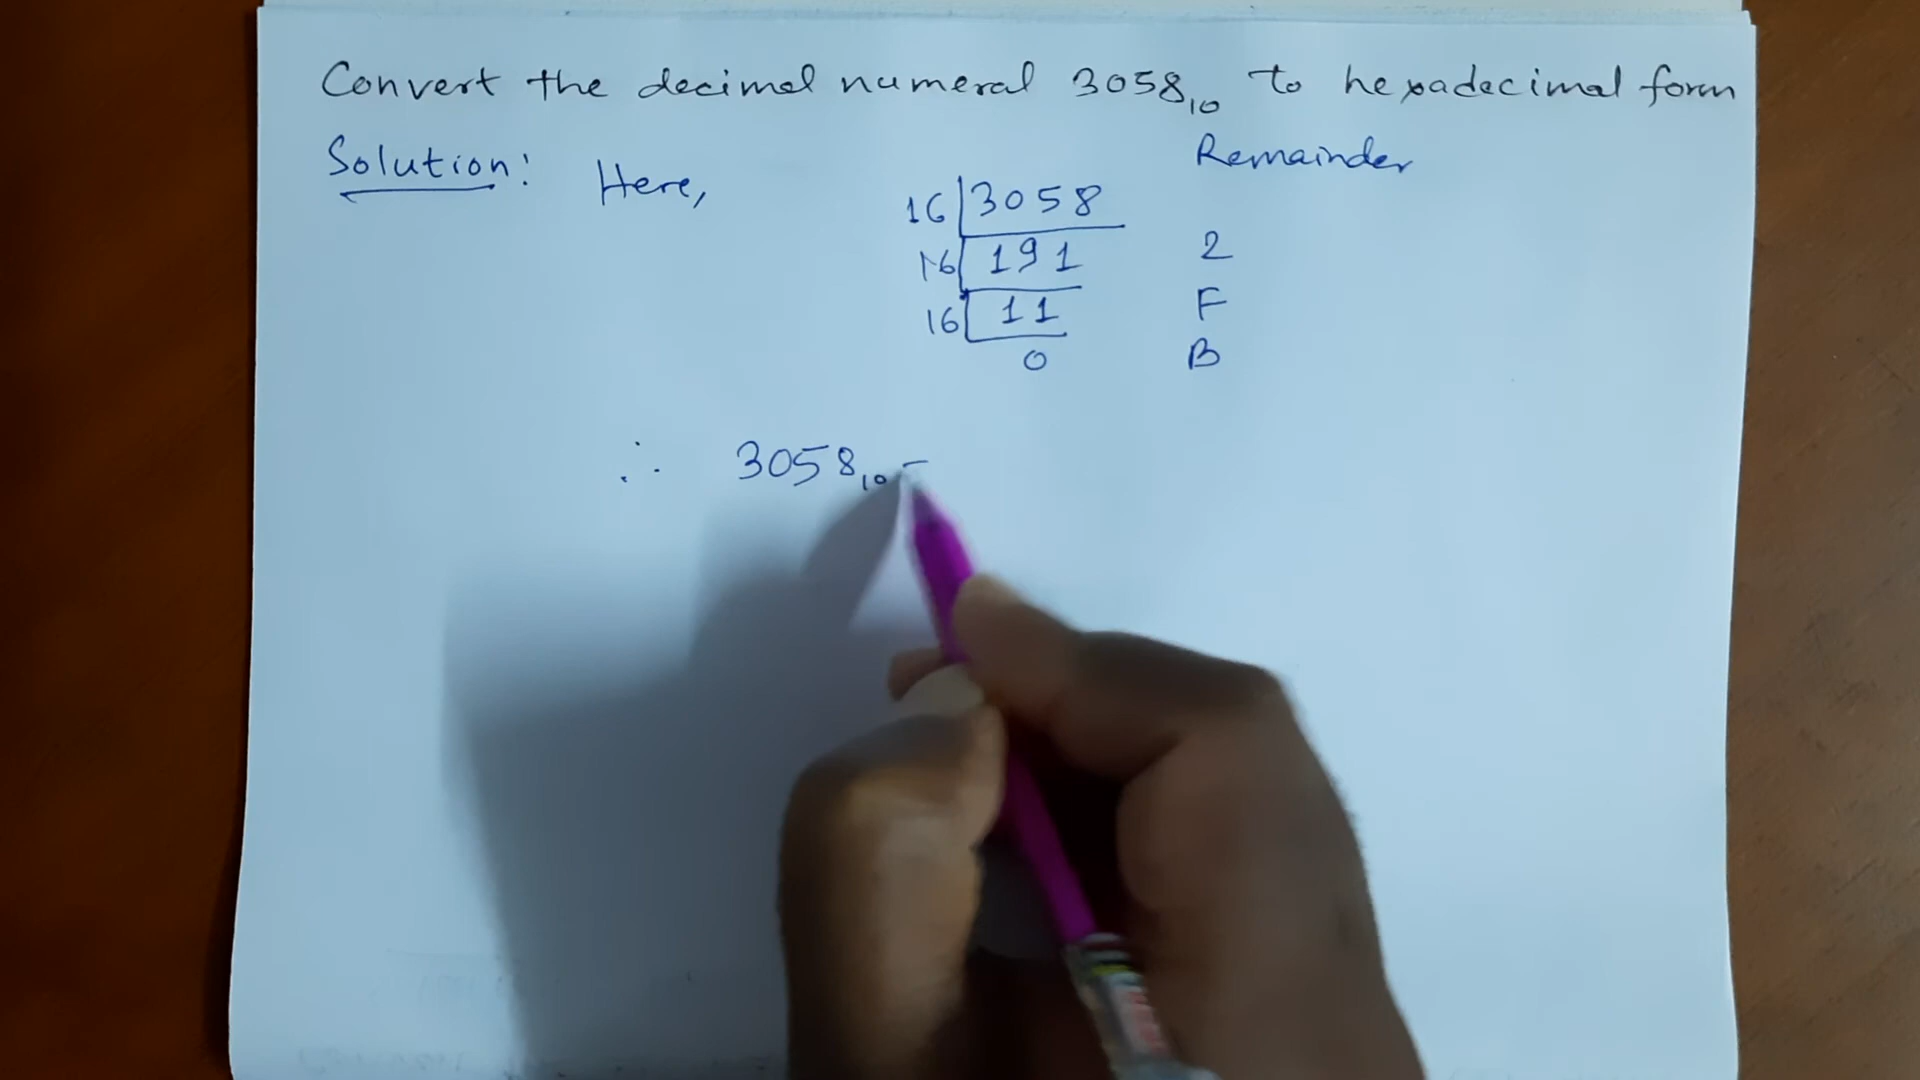 Convert the decimal numeral 3058₁₀ to hexadecimal form
Solution: Here,
Remainder
16 3058
16 191 2
16 11 F
0 B
∴ 3058₁₀